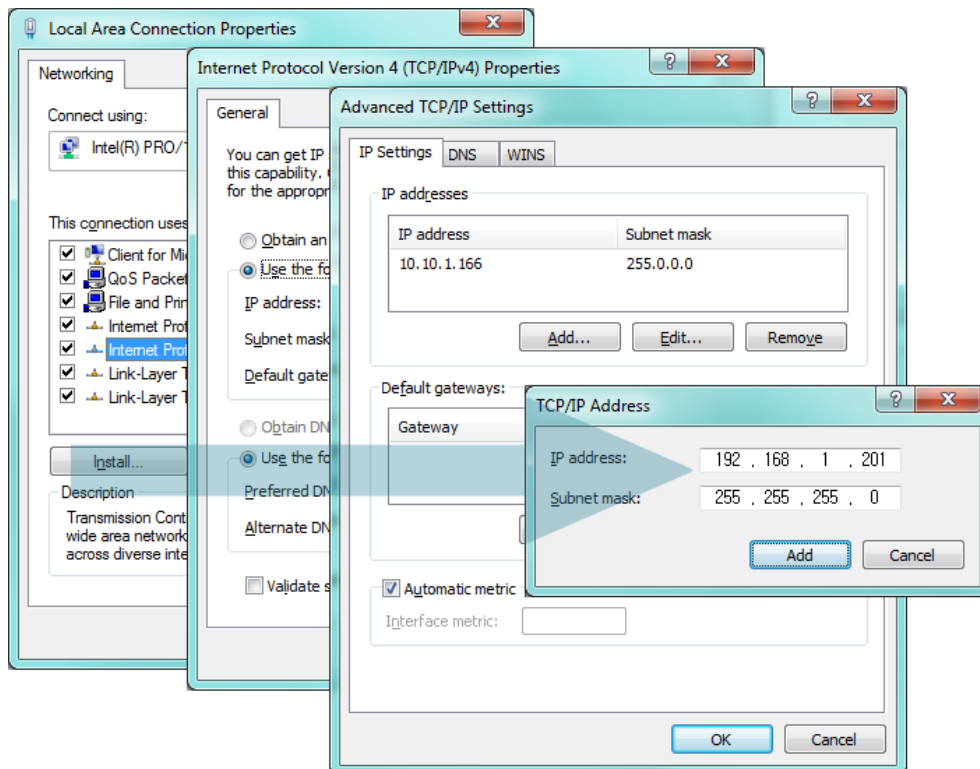 Local Area Connection Properties
Networking
Connect using:
Intel(R) PRO/
This connection uses
Client for Mi
QoS Packet
File and Prin
Internet Prot
Internet Prot
Link-Layer T
Link-Layer T
Install...
Description
Transmission Cont
wide area network
across diverse inte
Internet Protocol Version 4 (TCP/IPv4) Properties
General
You can get IP
this capability.
for the appropr
Obtain an
Use the fo
IP address:
Subnet mask
Default gate
Obtain DN
Use the fo
Preferred DN
Alternate DN
Validate s
Advanced TCP/IP Settings
IP Settings
DNS
WINS
IP addresses
IP address Subnet mask
10.10.1.166 255.0.0.0
Add... Edit... Remove
Default gateways:
Gateway
Automatic metric
Interface metric:
OK Cancel
TCP/IP Address
IP address: 192 . 168 . 1 . 201
Subnet mask: 255 . 255 . 255 . 0
Add Cancel